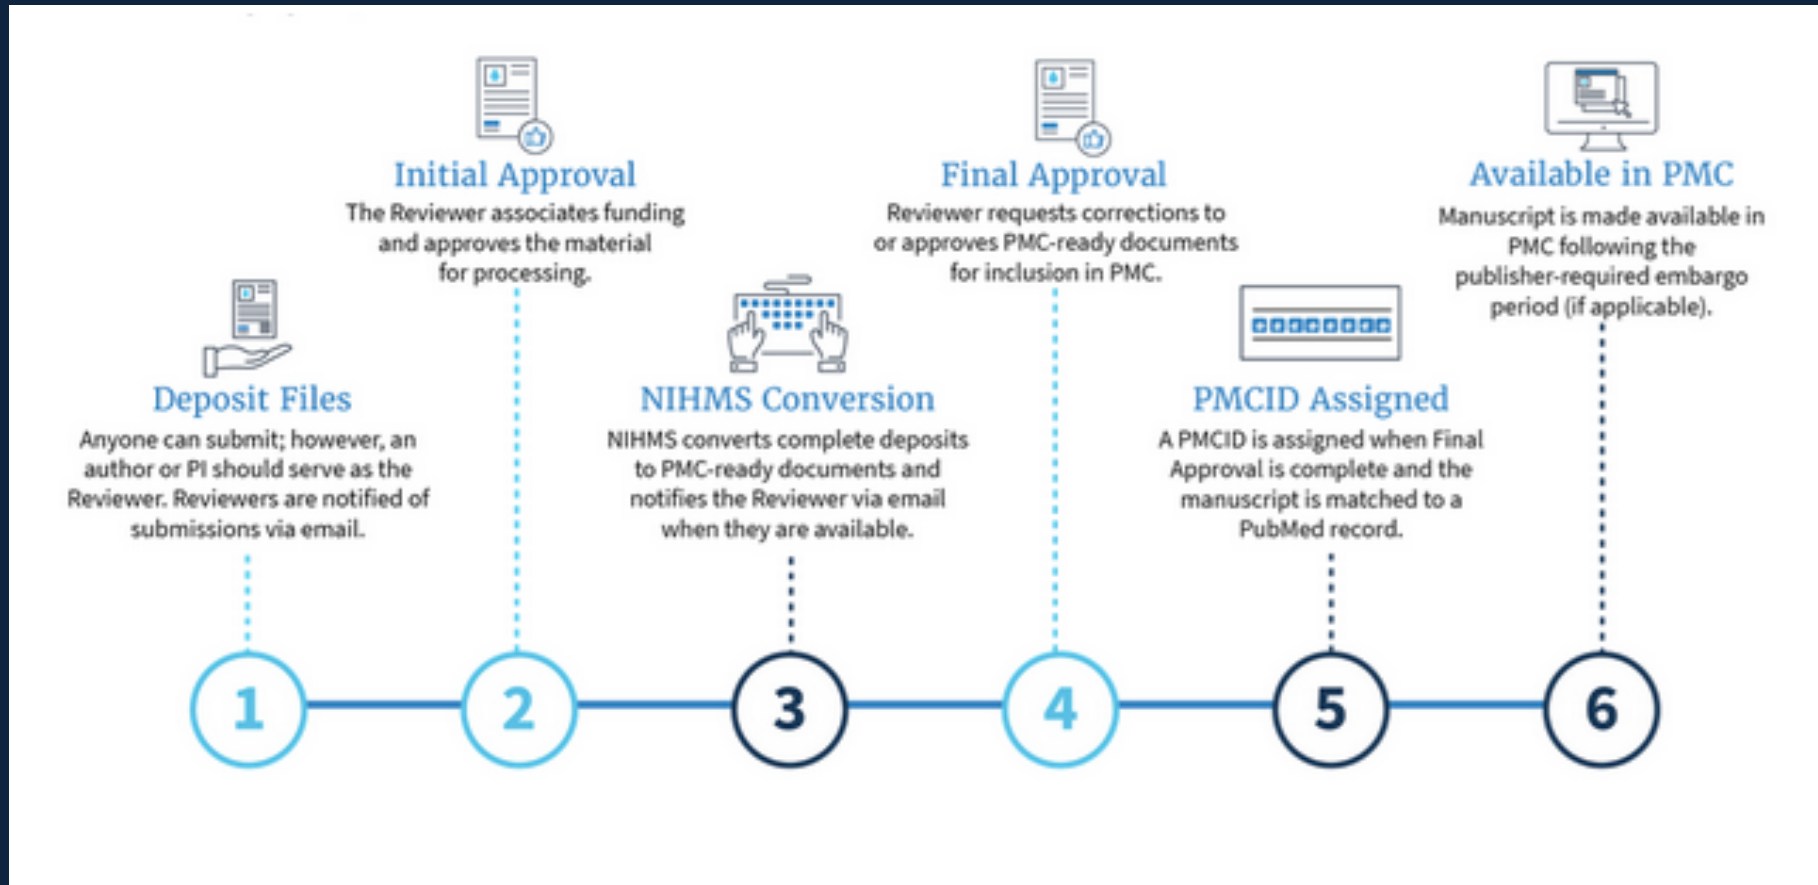 Deposit Files
Anyone can submit; however, an
author or PI should serve as the
Reviewer. Reviewers are notified of
submissions via email.
Initial Approval
The Reviewer associates funding
and approves the material
for processing.
NIHMS Conversion
NIHMS converts complete deposits
to PMC-ready documents and
notifies the Reviewer via email
when they are available.
Final Approval
Reviewer requests corrections to
or approves PMC-ready documents
for inclusion in PMC.
PMCID Assigned
A PMCID is assigned when Final
Approval is complete and the
manuscript is matched to a
PubMed record.
Available in PMC
Manuscript is made available in
PMC following the
publisher-required embargo
period (if applicable).
1
2
3
4
5
6